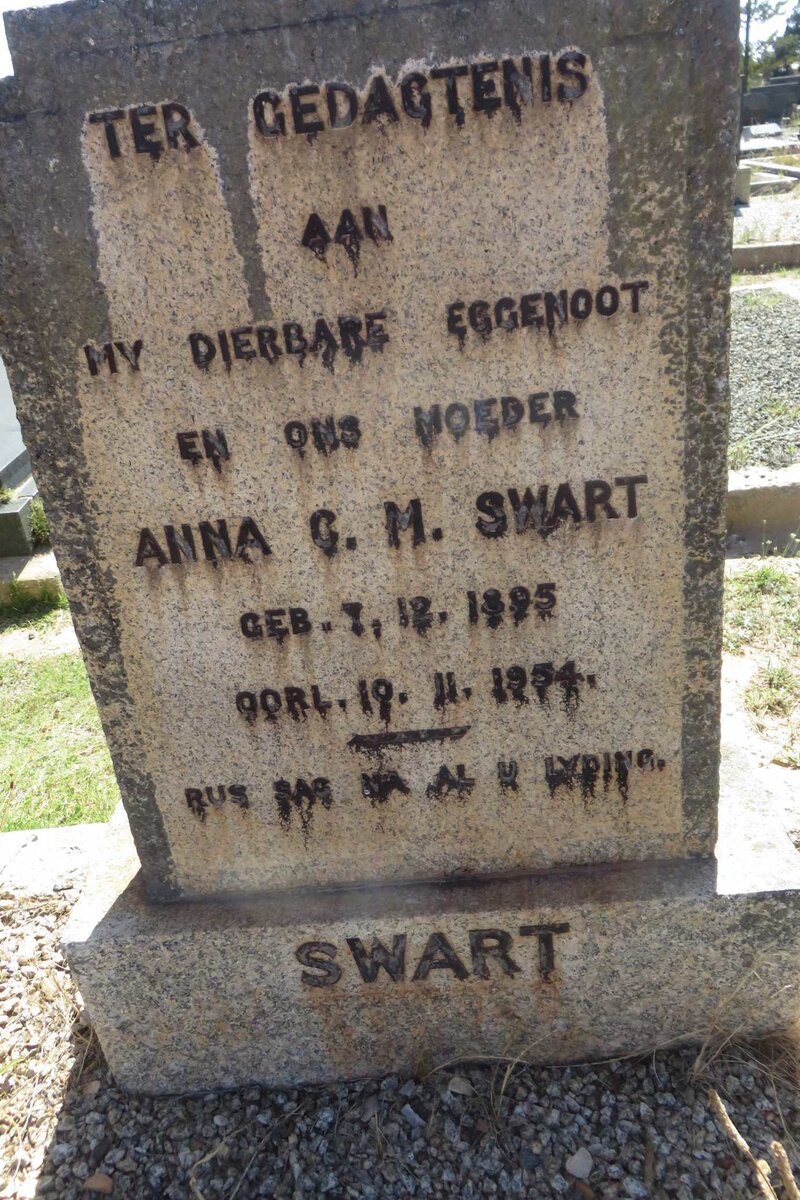 TER GEDAGTENIS
AAN
MY DIERBARE EGGENOOT
EN ONS MOEDER
ANNA C. M. SWART
GEB. 7, 12. 1895
OORL. 10. 11. 1954.
RUS SAG NA AL U LYDING.
SWART